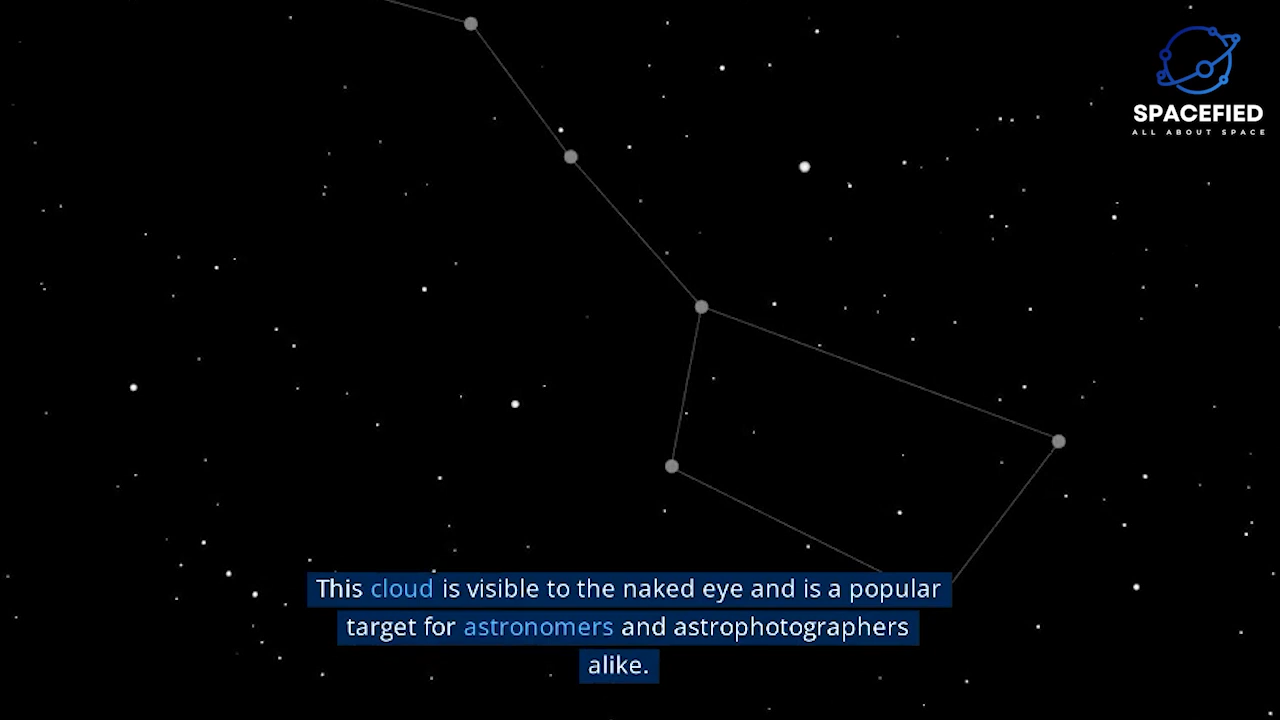 SPACEFIED
ALL ABOUT SPACE
This cloud is visible to the naked eye and is a popular
target for astronomers and astrophotographers
alike.